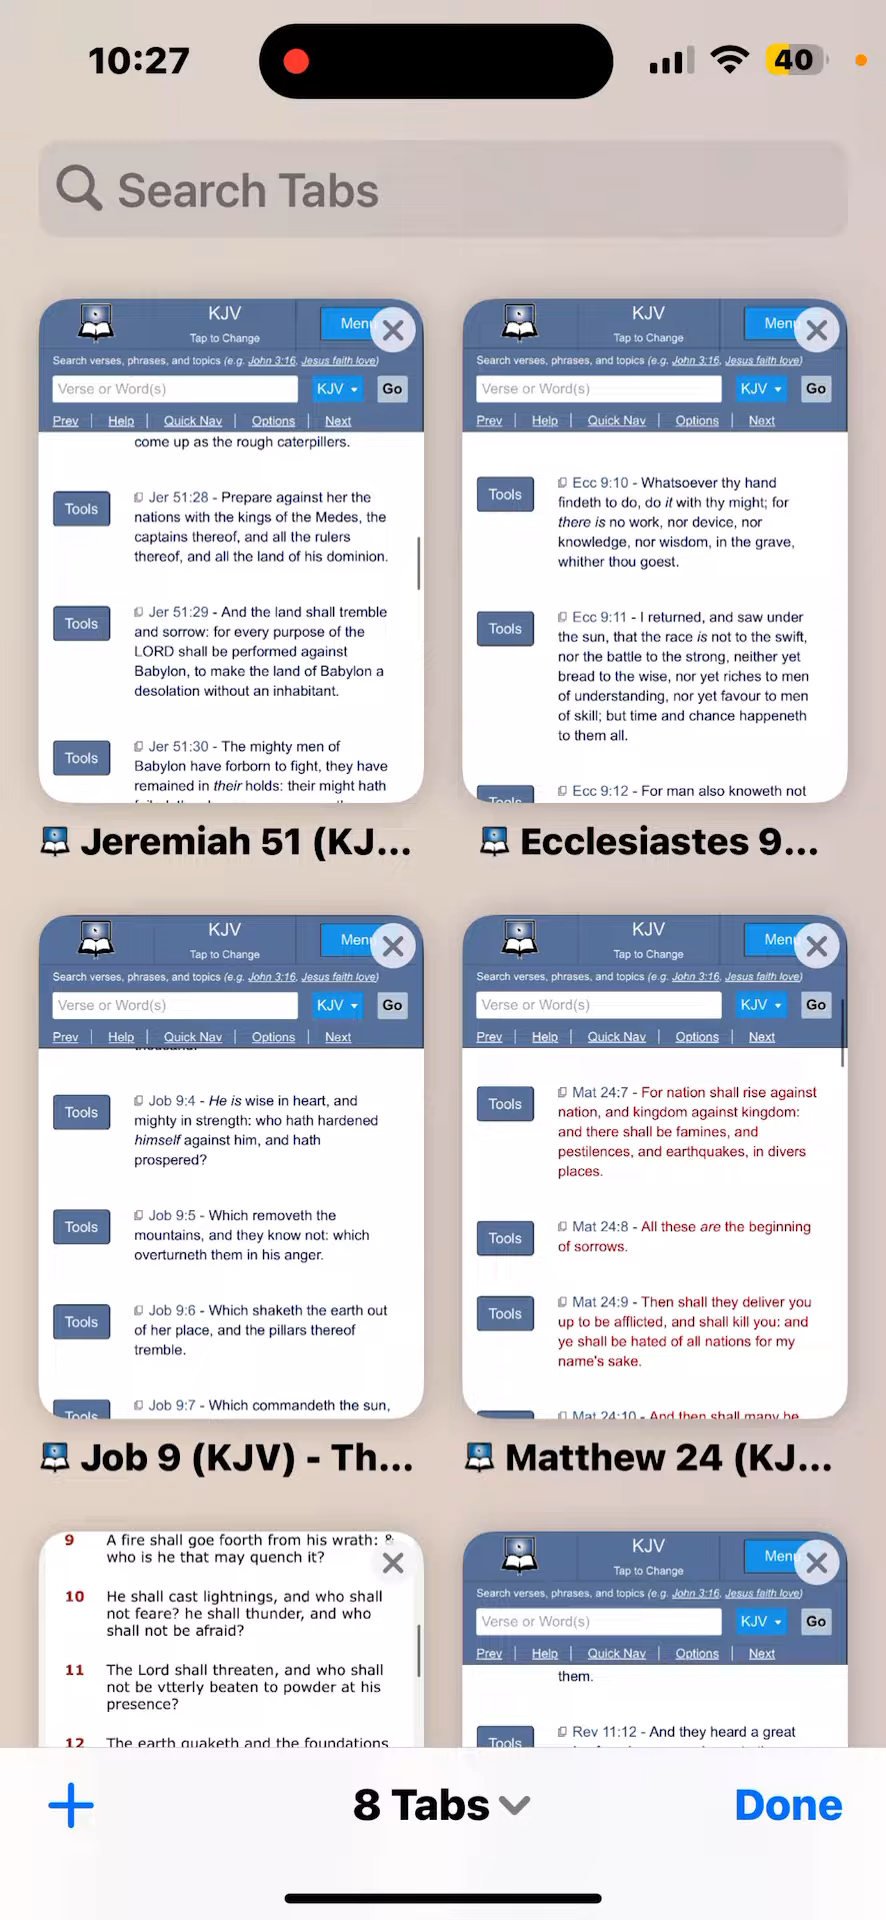 10:27
40
Search Tabs
KJV
Menu
Tap to Change
Search verses, phrases, and topics (e.g. John 3:16, Jesus faith love)
Verse or Word(s)
KJV
Go
Prev
Help
Quick Nav
Options
Next
come up as the rough caterpillers.
Tools
Jer 51:28 - Prepare against her the
nations with the kings of the Medes, the
captains thereof, and all the rulers
thereof, and all the land of his dominion.
Tools
Jer 51:29 - And the land shall tremble
and sorrow: for every purpose of the
LORD shall be performed against
Babylon, to make the land of Babylon a
desolation without an inhabitant.
Tools
Jer 51:30 - The mighty men of
Babylon have forborn to fight, they have
remained in their holds: their might hath
Jeremiah 51 (KJ...
KJV
Menu
Tap to Change
Search verses, phrases, and topics (e.g. John 3:16, Jesus faith love)
Verse or Word(s)
KJV
Go
Prev
Help
Quick Nav
Options
Next
Tools
Ecc 9:10 - Whatsoever thy hand
findeth to do, do it with thy might; for
there is no work, nor device, nor
knowledge, nor wisdom, in the grave,
whither thou goest.
Tools
Ecc 9:11 - I returned, and saw under
the sun, that the race is not to the swift,
nor the battle to the strong, neither yet
bread to the wise, nor yet riches to men
of understanding, nor yet favour to men
of skill; but time and chance happeneth
to them all.
Tools
Ecc 9:12 - For man also knoweth not
Ecclesiastes 9...
KJV
Menu
Tap to Change
Search verses, phrases, and topics (e.g. John 3:16, Jesus faith love)
Verse or Word(s)
KJV
Go
Prev
Help
Quick Nav
Options
Next
Tools
Job 9:4 - He is wise in heart, and
mighty in strength: who hath hardened
himself against him, and hath
prospered?
Tools
Job 9:5 - Which removeth the
mountains, and they know not: which
overturneth them in his anger.
Tools
Job 9:6 - Which shaketh the earth out
of her place, and the pillars thereof
tremble.
Tools
Job 9:7 - Which commandeth the sun,
Job 9 (KJV) - Th...
KJV
Menu
Tap to Change
Search verses, phrases, and topics (e.g. John 3:16, Jesus faith love)
Verse or Word(s)
KJV
Go
Prev
Help
Quick Nav
Options
Next
Tools
Mat 24:7 - For nation shall rise against
nation, and kingdom against kingdom:
and there shall be famines, and
pestilences, and earthquakes, in divers
places.
Tools
Mat 24:8 - All these are the beginning
of sorrows.
Tools
Mat 24:9 - Then shall they deliver you
up to be afflicted, and shall kill you: and
ye shall be hated of all nations for my
name's sake.
Mat 24:10 - And then shall many be
Matthew 24 (KJ...
9 A fire shall goe foorth from his wrath: &
who is he that may quench it?
10 He shall cast lightnings, and who shall
not feare? he shall thunder, and who
shall not be afraid?
11 The Lord shall threaten, and who shall
not be vtterly beaten to powder at his
presence?
12 The earth quaketh and the foundations
KJV
Menu
Tap to Change
Search verses, phrases, and topics (e.g. John 3:16, Jesus faith love)
Verse or Word(s)
KJV
Go
Prev
Help
Quick Nav
Options
Next
them.
Tools
Rev 11:12 - And they heard a great
8 Tabs
Done